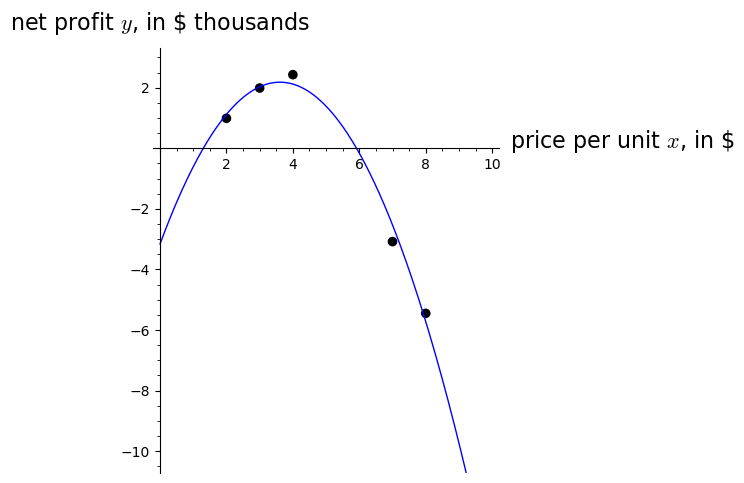 net profit y, in $ thousands
2
price per unit x, in $
2 4 6 8 10
−2
−4
−6
−8
−10